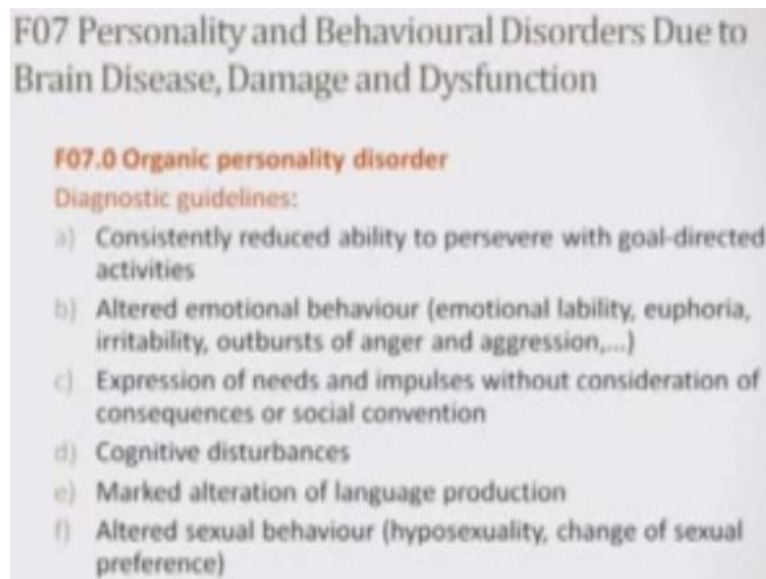 F07 Personality and Behavioural Disorders Due to
Brain Disease, Damage and Dysfunction
F07.0 Organic personality disorder
Diagnostic guidelines:
a) Consistently reduced ability to persevere with goal-directed
activities
b) Altered emotional behaviour (emotional lability, euphoria,
irritability, outbursts of anger and aggression,...)
c) Expression of needs and impulses without consideration of
consequences or social convention
d) Cognitive disturbances
e) Marked alteration of language production
f) Altered sexual behaviour (hyposexuality, change of sexual
preference)